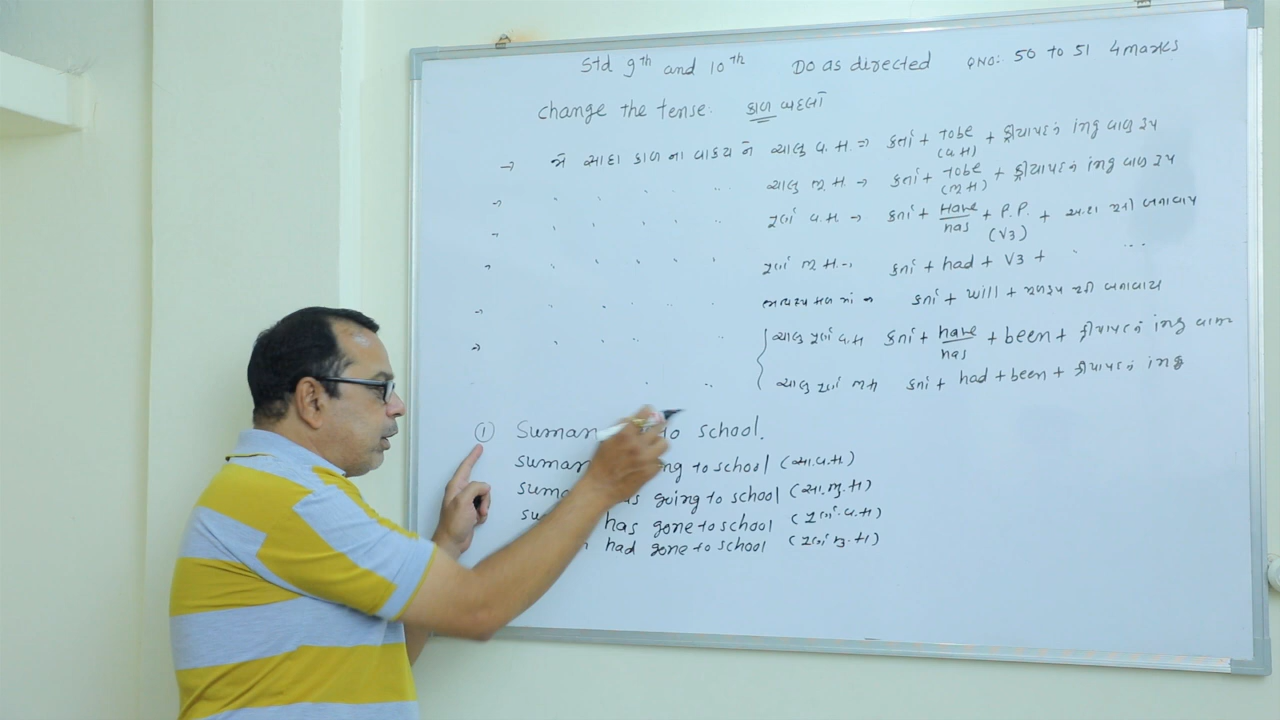 Std 9th and 10th Do as directed QNO: 50 to 51 4 marks
change the tense. કાળ બદલો
→ એ સાદા કાળ ના વાક્ય ને ચાલુ વ.કા. ⇒ કર્તા + tobe (વ.કા) + ક્રીયાપદનું ing વાળુ રૂપ
→ ચાલુ ભૂ.કા. → કર્તા + tobe (ભૂ.કા) + ક્રીયાપદનું ing વાળુ રૂપ
→ પૂર્ણ વ.કા → કર્તા + Have/has + P.P. (V3) +
→ પૂર્ણ ભૂ.કા. → કર્તા + had + V3 +
→ કર્તા + will +
→ ચાલુ પૂર્ણ વ.કા કર્તા + have/has + been + ક્રીયાપદનું ing
ચાલુ પૂર્ણ ભૂ.કા કર્તા + had + been + ક્રીયાપદનું ing
① Suman to school.
suman to school (ચા.વ.કા.)
going to school (ચા.ભૂ.કા)
has gone to school (પૂર્ણ.વ.કા)
had gone to school (પૂર્ણ ભૂ.કા)